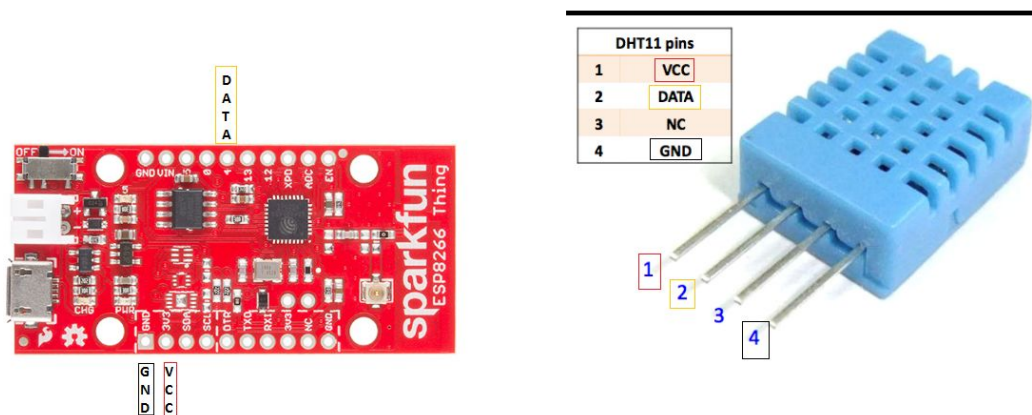 D
A
T
A
OFF ON
GND VIN 5 0 4 13 12 XPD ADC EN
sparkfun
ESP8266 Thing
+
-
CHG PWR
GND 3V3 SDA SCL DTR TXO RXI 3V3 NC GND
G
N
D
V
C
C
DHT11 pins
1 VCC
2 DATA
3 NC
4 GND
1
2
3
4